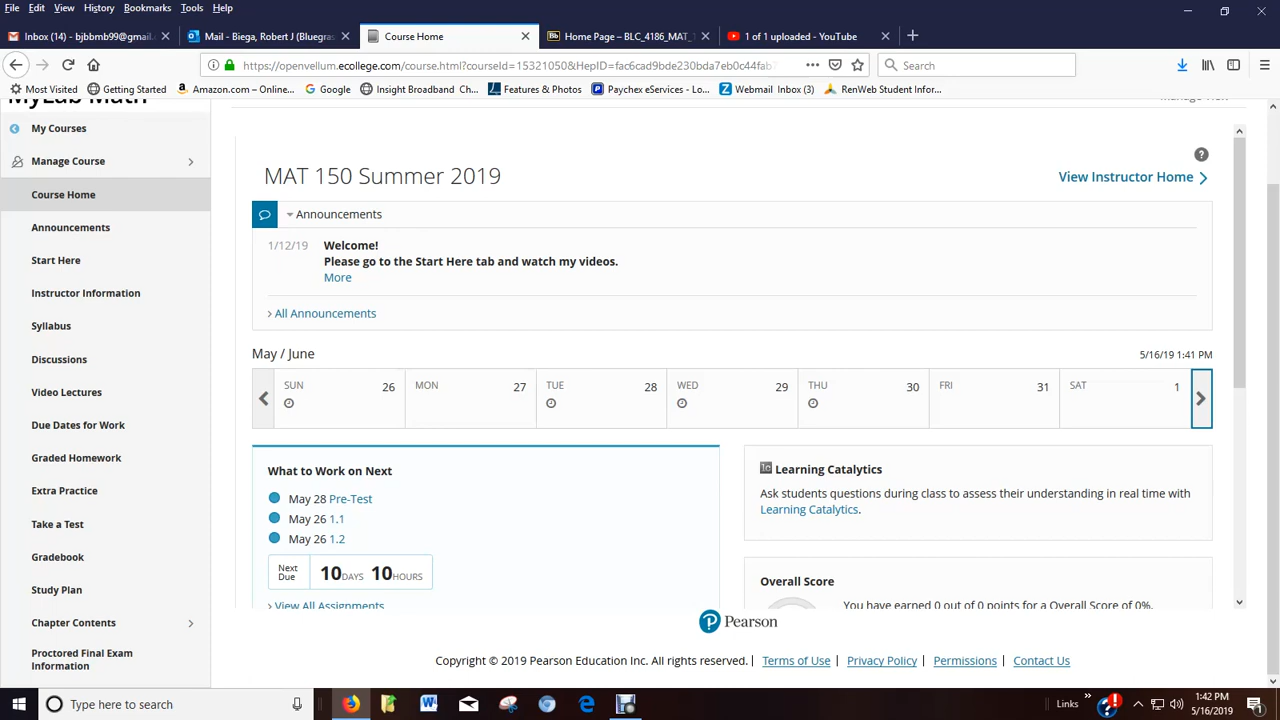 File Edit View History Bookmarks Tools Help
Inbox (14) - bjbbmb99@gmail.c
Mail - Biega, Robert J (Bluegras
Course Home
Home Page – BLC_4186_MAT_1
1 of 1 uploaded - YouTube
https://openvellum.ecollege.com/course.html?courseId=15321050&HepID=fac6cad9bde230bda7eb0c44fab7
Search
Most Visited Getting Started Amazon.com – Online... Google Insight Broadband Ch... Features & Photos Paychex eServices - Lo... Webmail Inbox (3) RenWeb Student Infor...
MyLab Math
Manage View
My Courses
Manage Course
Course Home
Announcements
Start Here
Instructor Information
Syllabus
Discussions
Video Lectures
Due Dates for Work
Graded Homework
Extra Practice
Take a Test
Gradebook
Study Plan
Chapter Contents
Proctored Final Exam
Information
MAT 150 Summer 2019
View Instructor Home
Announcements
1/12/19 Welcome!
Please go to the Start Here tab and watch my videos.
More
All Announcements
May / June
5/16/19 1:41 PM
SUN 26 MON 27 TUE 28 WED 29 THU 30 FRI 31 SAT 1
What to Work on Next
May 28 Pre-Test
May 26 1.1
May 26 1.2
Next Due 10 DAYS 10 HOURS
View All Assignments
Learning Catalytics
Ask students questions during class to assess their understanding in real time with
Learning Catalytics.
Overall Score
You have earned 0 out of 0 points for a Overall Score of 0%.
Pearson
Copyright © 2019 Pearson Education Inc. All rights reserved. | Terms of Use | Privacy Policy | Permissions | Contact Us
Type here to search
Links
1:42 PM
5/16/2019